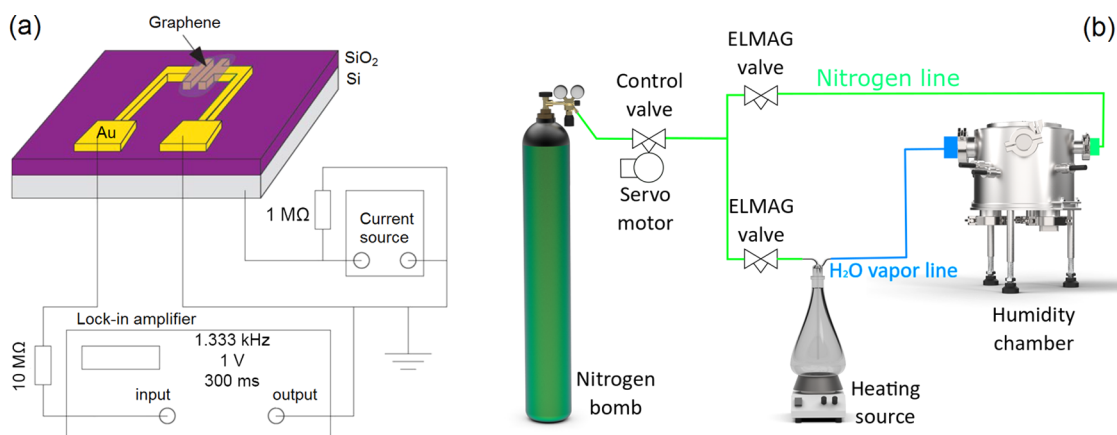 (a)
Graphene
SiO₂
Si
Au
1 MΩ
Current
source
Lock-in amplifier
1.333 kHz
1 V
300 ms
10 MΩ
input
output
(b)
ELMAG
valve
Control
valve
Nitrogen line
Servo
motor
ELMAG
valve
H₂O vapor line
Humidity
chamber
Nitrogen
bomb
Heating
source